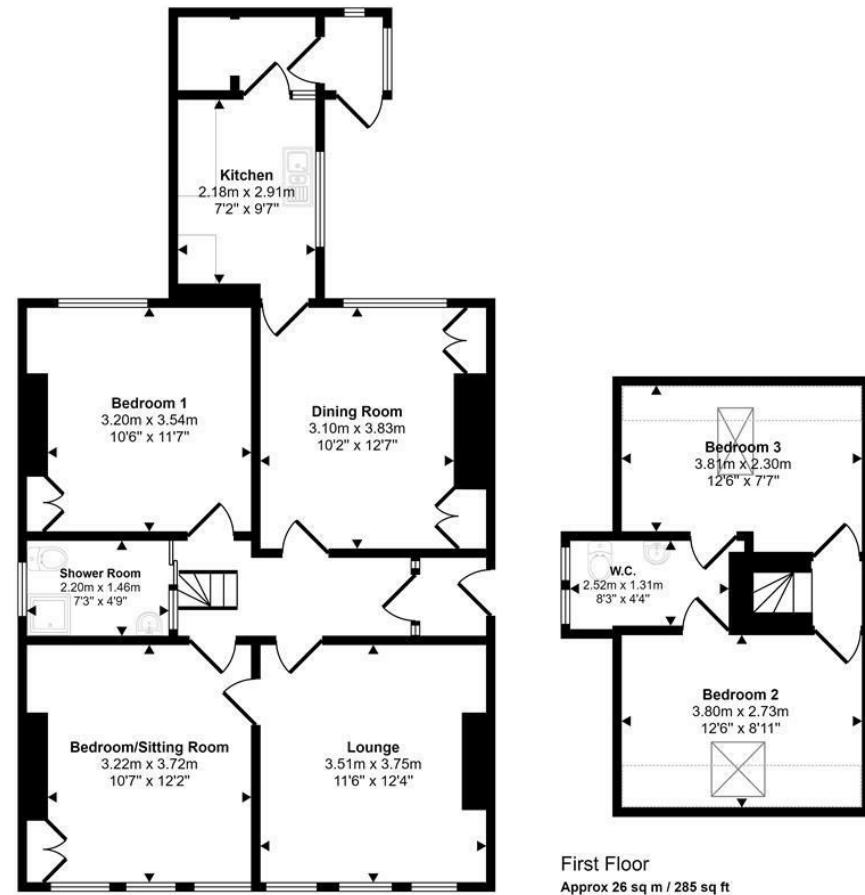 Kitchen
2.18m x 2.91m
7'2" x 9'7"
Bedroom 1
3.20m x 3.54m
10'6" x 11'7"
Dining Room
3.10m x 3.83m
10'2" x 12'7"
Shower Room
2.20m x 1.46m
7'3" x 4'9"
Bedroom/Sitting Room
3.22m x 3.72m
10'7" x 12'2"
Lounge
3.51m x 3.75m
11'6" x 12'4"
Bedroom 3
3.81m x 2.30m
12'6" x 7'7"
W.C.
2.52m x 1.31m
8'3" x 4'4"
Bedroom 2
3.80m x 2.73m
12'6" x 8'11"
First Floor
Approx 26 sq m / 285 sq ft